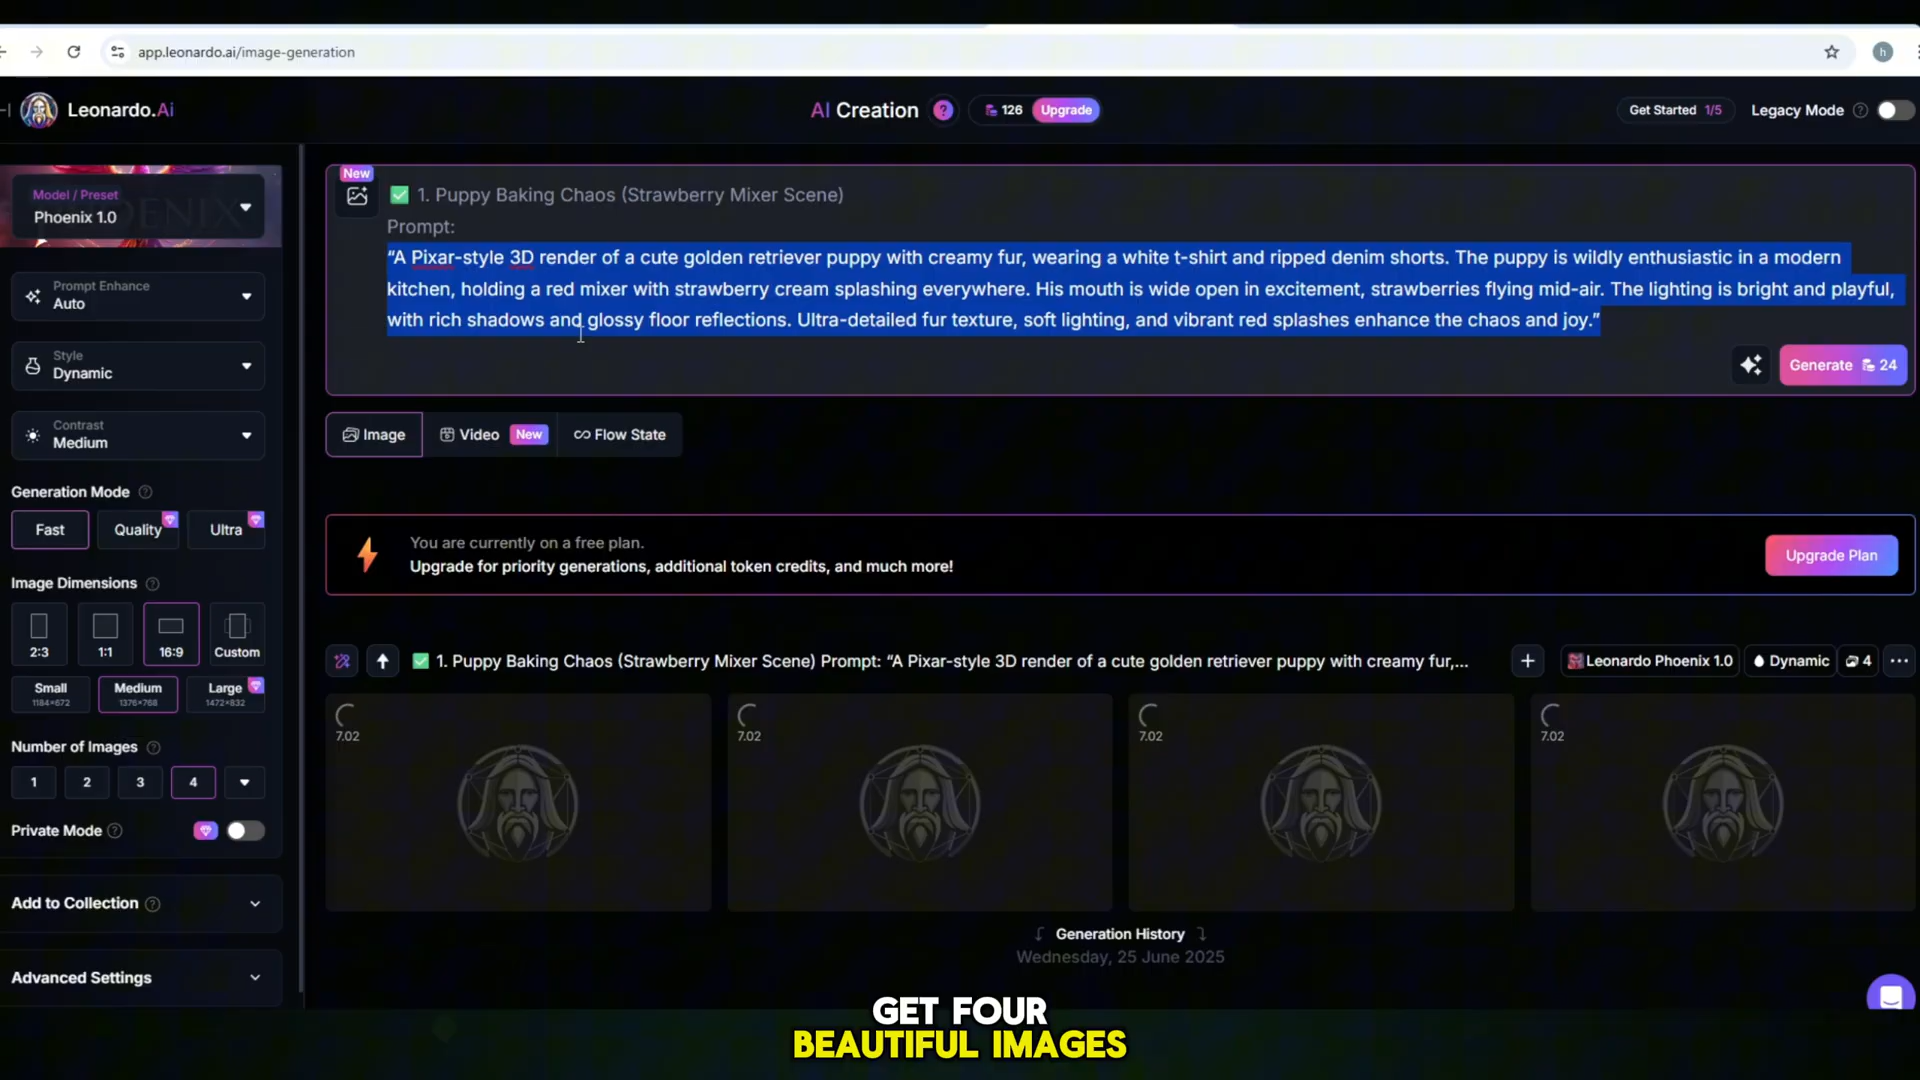 app.leonardo.ai/image-generation
h
Leonardo.Ai
AI Creation
?
126
Upgrade
Get Started 1/5
Legacy Mode ?
Model / Preset
Phoenix 1.0
Prompt Enhance
Auto
Style
Dynamic
Contrast
Medium
Generation Mode ?
Fast
Quality
Ultra
Image Dimensions ?
2:3
1:1
16:9
Custom
Small
1184×672
Medium
1376×768
Large
1472×832
Number of Images ?
1
2
3
4
Private Mode ?
Add to Collection ?
Advanced Settings
New
✅ 1. Puppy Baking Chaos (Strawberry Mixer Scene)
Prompt:
“A Pixar-style 3D render of a cute golden retriever puppy with creamy fur, wearing a white t-shirt and ripped denim shorts. The puppy is wildly enthusiastic in a modern
kitchen, holding a red mixer with strawberry cream splashing everywhere. His mouth is wide open in excitement, strawberries flying mid-air. The lighting is bright and playful,
with rich shadows and glossy floor reflections. Ultra-detailed fur texture, soft lighting, and vibrant red splashes enhance the chaos and joy.”
Generate 24
Image
Video New
Flow State
You are currently on a free plan.
Upgrade for priority generations, additional token credits, and much more!
Upgrade Plan
✅ 1. Puppy Baking Chaos (Strawberry Mixer Scene) Prompt: “A Pixar-style 3D render of a cute golden retriever puppy with creamy fur,...
Leonardo Phoenix 1.0
Dynamic
4
7.02
7.02
7.02
7.02
Generation History
Wednesday, 25 June 2025
GET FOUR
BEAUTIFUL IMAGES